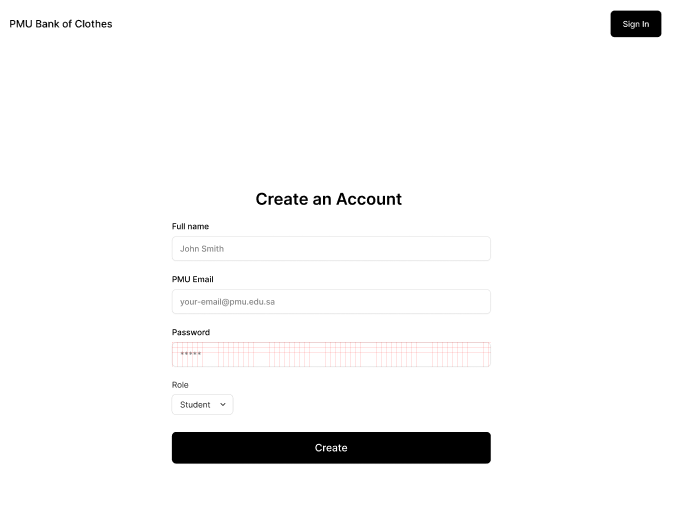 PMU Bank of Clothes
Sign In
Create an Account
Full name
John Smith
PMU Email
your-email@pmu.edu.sa
Password
*****
Role
Student
Create